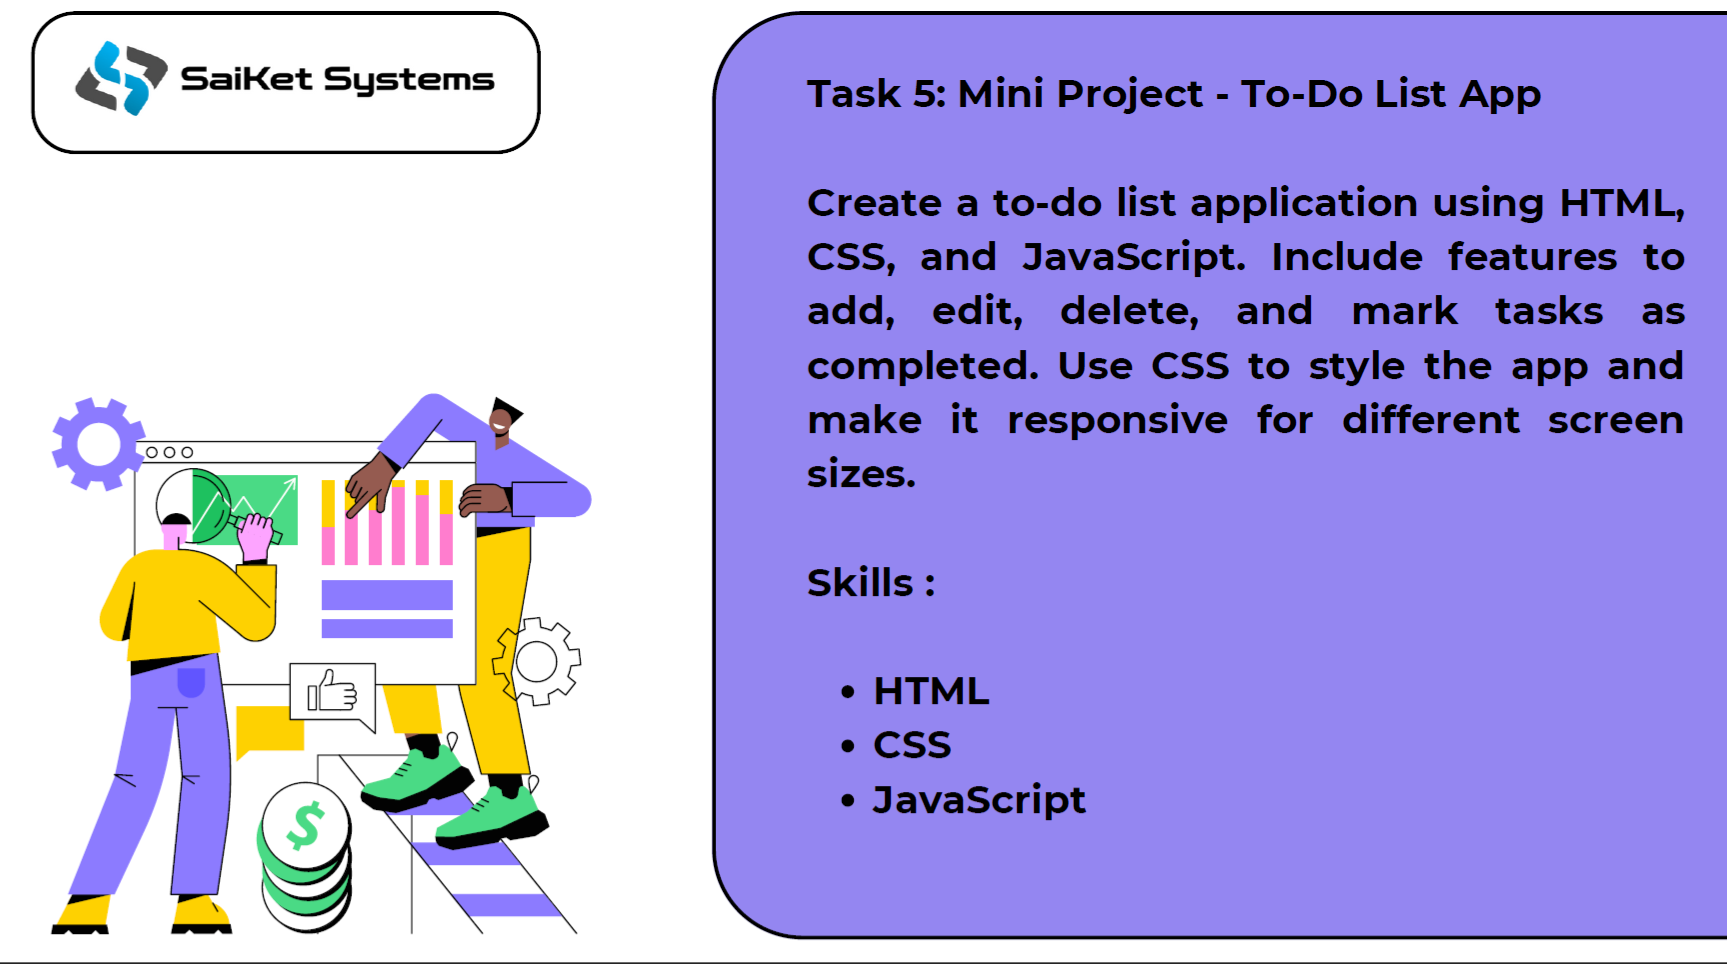 SaiKet Systems
Task 5: Mini Project - To-Do List App
Create a to-do list application using HTML,
CSS, and JavaScript. Include features to
add, edit, delete, and mark tasks as
completed. Use CSS to style the app and
make it responsive for different screen
sizes.
Skills :
• HTML
• CSS
• JavaScript
$